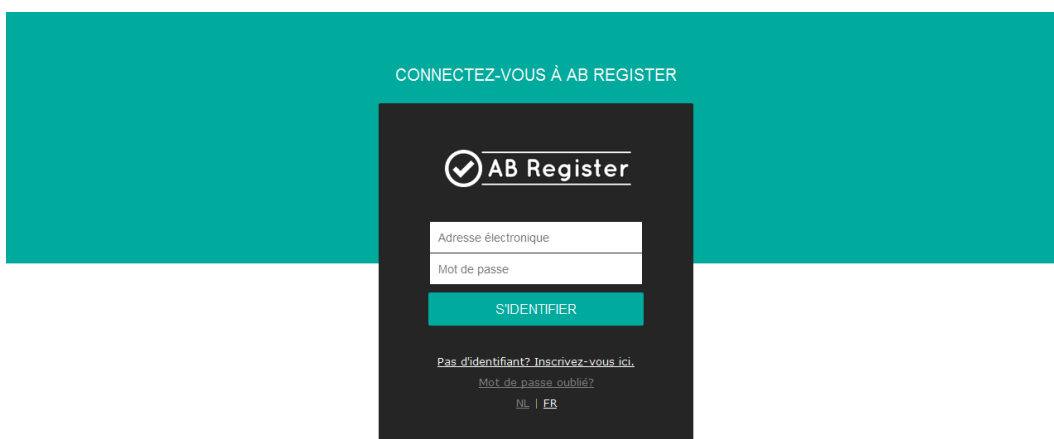 CONNECTEZ-VOUS À AB REGISTER
AB Register
Adresse électronique
Mot de passe
S'IDENTIFIER
Pas d'identifiant? Inscrivez-vous ici.
Mot de passe oublié?
NL | FR